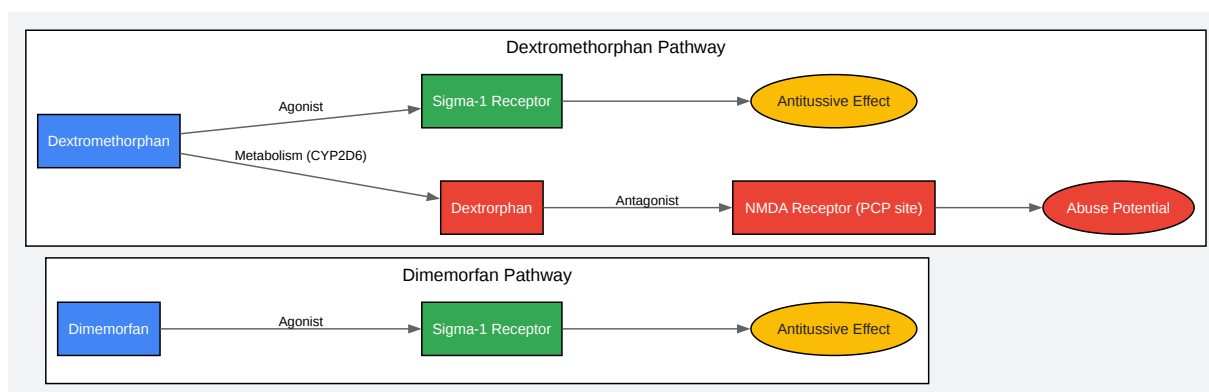 Dextromethorphan Pathway
Sigma-1 Receptor
Antitussive Effect
Agonist
Dextromethorphan
Metabolism (CYP2D6)
Dextrorphan
Antagonist
NMDA Receptor (PCP site)
Abuse Potential
Dimemorfan Pathway
Dimemorfan
Agonist
Sigma-1 Receptor
Antitussive Effect